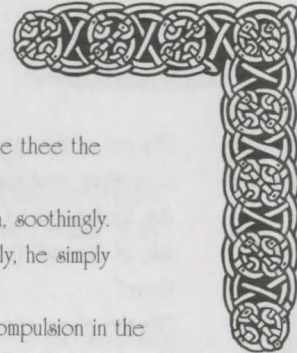 e thee the
, soothingly.
ly, he simply
ompulsion in the